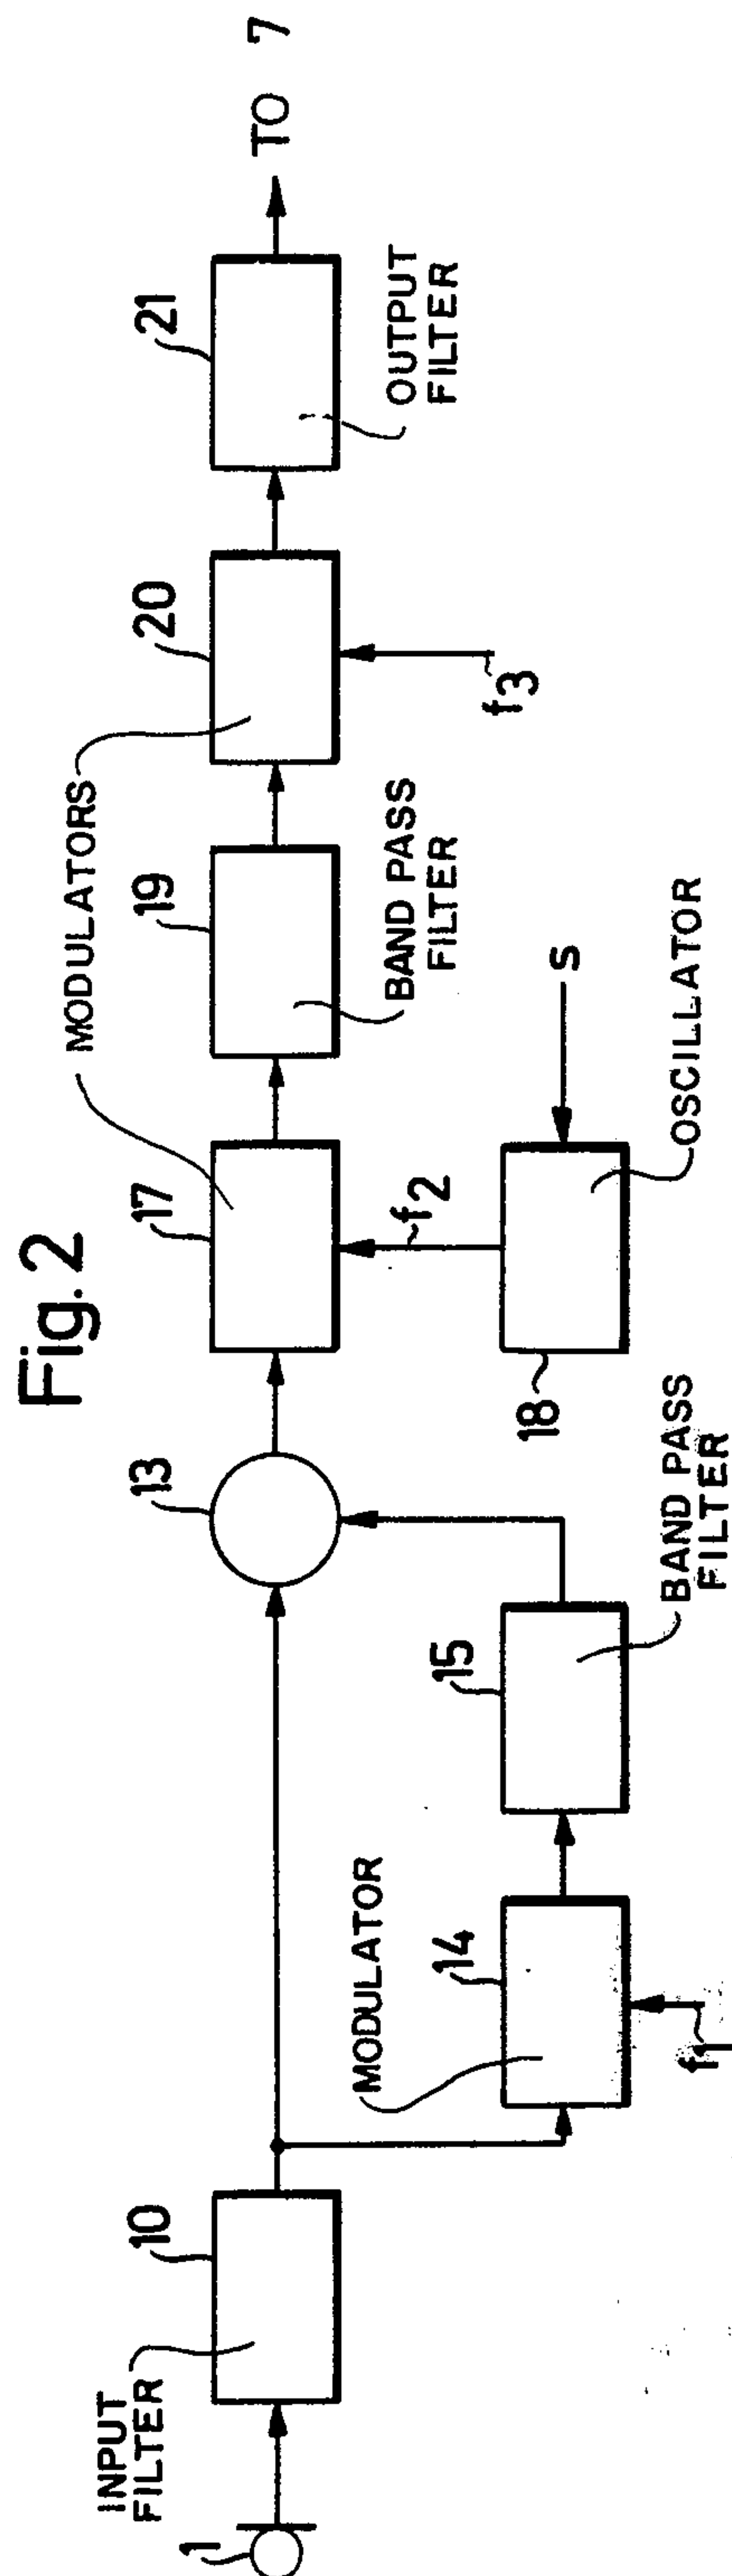 Fig. 2
1
INPUT
FILTER
10
13
17
MODULATORS
19
20
21
TO 7
OUTPUT
FILTER
BAND PASS
FILTER
f3
f2
S
18
OSCILLATOR
MODULATOR
14
15
BAND PASS
FILTER
f1